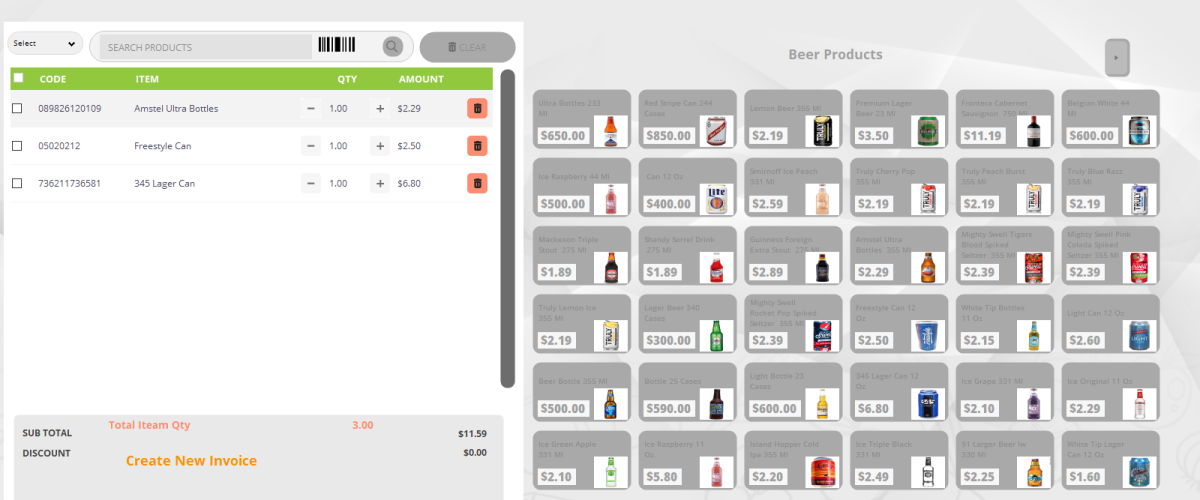 Select
SEARCH PRODUCTS
CLEAR
CODE ITEM QTY AMOUNT
089826120109 Amstel Ultra Bottles − 1.00 + $2.29
05020212 Freestyle Can − 1.00 + $2.50
736211736581 345 Lager Can − 1.00 + $6.80
Total Iteam Qty 3.00
SUB TOTAL $11.59
DISCOUNT $0.00
Create New Invoice
Beer Products
Ultra Bottles 233
Ml
$650.00
Red Stripe Can 244
Cases
$850.00
Lemon Beer 355 Ml
$2.19
Premium Lager
Beer 23 Ml
$3.50
Frontera Cabernet
Sauvignon 750 Ml
$11.19
Belgian White 44
Ml
$600.00
Ice Raspberry 44 Ml
$500.00
Can 12 Oz
$400.00
Smirnoff Ice Peach
331 Ml
$2.59
Truly Cherry Pop
355 Ml
$2.19
Truly Peach Burst
355 Ml
$2.19
Truly Blue Razz
355 Ml
$2.19
Mackeson Triple
Stout 275 Ml
$1.89
Shandy Sorrel Drink
275 Ml
$1.89
Guinness Foreign
Extra Stout 275 Ml
$2.89
Amstel Ultra
Bottles 355 Ml
$2.29
Mighty Swell Tigers
Blood Spiked
Seltzer 355 Ml
$2.39
Mighty Swell Pink
Colada Spiked
Seltzer 355 Ml
$2.39
Truly Lemon Ice
355 Ml
$2.19
Lager Beer 340
Cases
$300.00
Mighty Swell
Rocket Pop Spiked
Seltzer 355 Ml
$2.39
Freestyle Can 12
Oz
$2.50
White Tip Bottles
11 Oz
$2.15
Light Can 12 Oz
$2.60
Beer Bottle 355 Ml
$500.00
Bottle 25 Cases
$590.00
Light Bottle 25
Cases
$600.00
345 Lager Can 12
Oz
$6.80
Ice Grape 331 Ml
$2.10
Ice Original 11 Oz
$2.29
Ice Green Apple
331 Ml
$2.10
Ice Raspberry 11
Oz
$5.80
Island Hopper Cold
Ipa 355 Ml
$2.20
Ice Triple Black
331 Ml
$2.49
91 Larger Beer Iw
330 Ml
$2.25
White Tip Lager
Can 12 Oz
$1.60